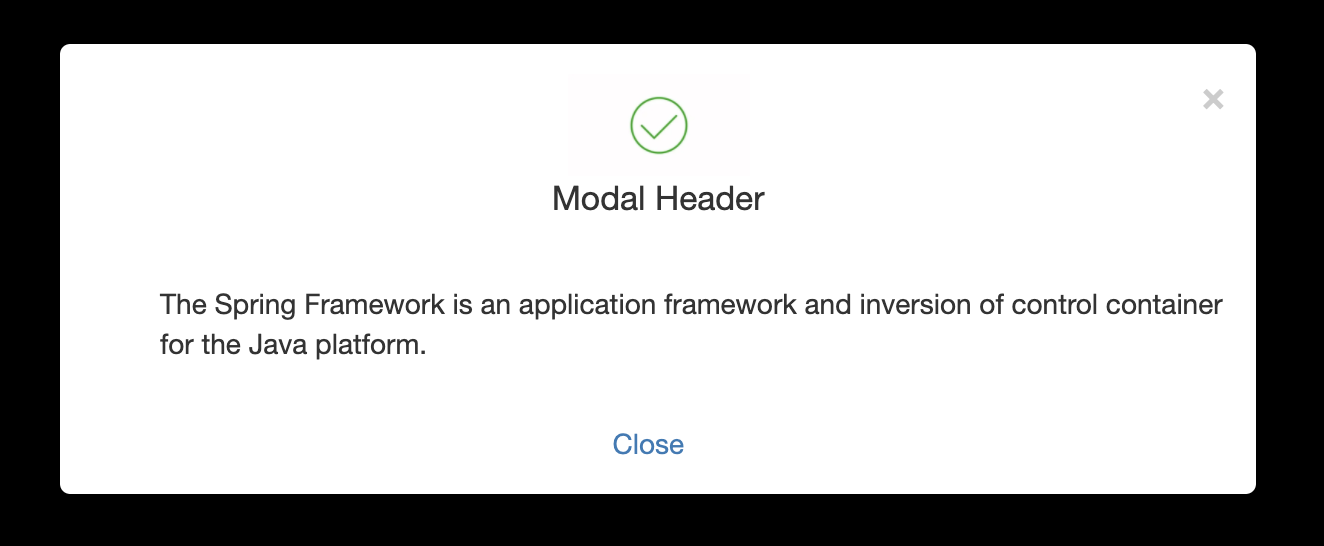 ×
Modal Header
The Spring Framework is an application framework and inversion of control container
for the Java platform.
Close